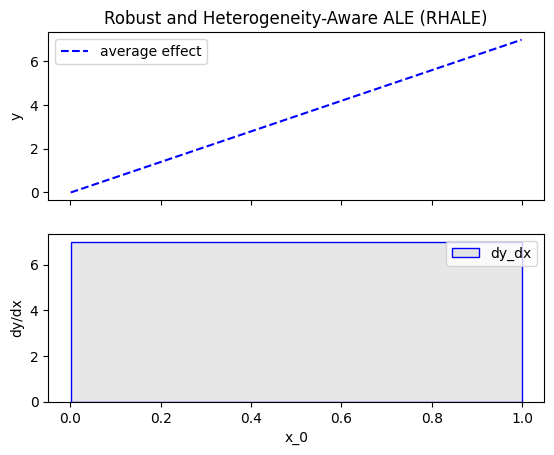 Robust and Heterogeneity-Aware ALE (RHALE)
average effect
6
4
2
0
y
dy_dx
6
4
2
0
dy/dx
0.0 0.2 0.4 0.6 0.8 1.0
x_0